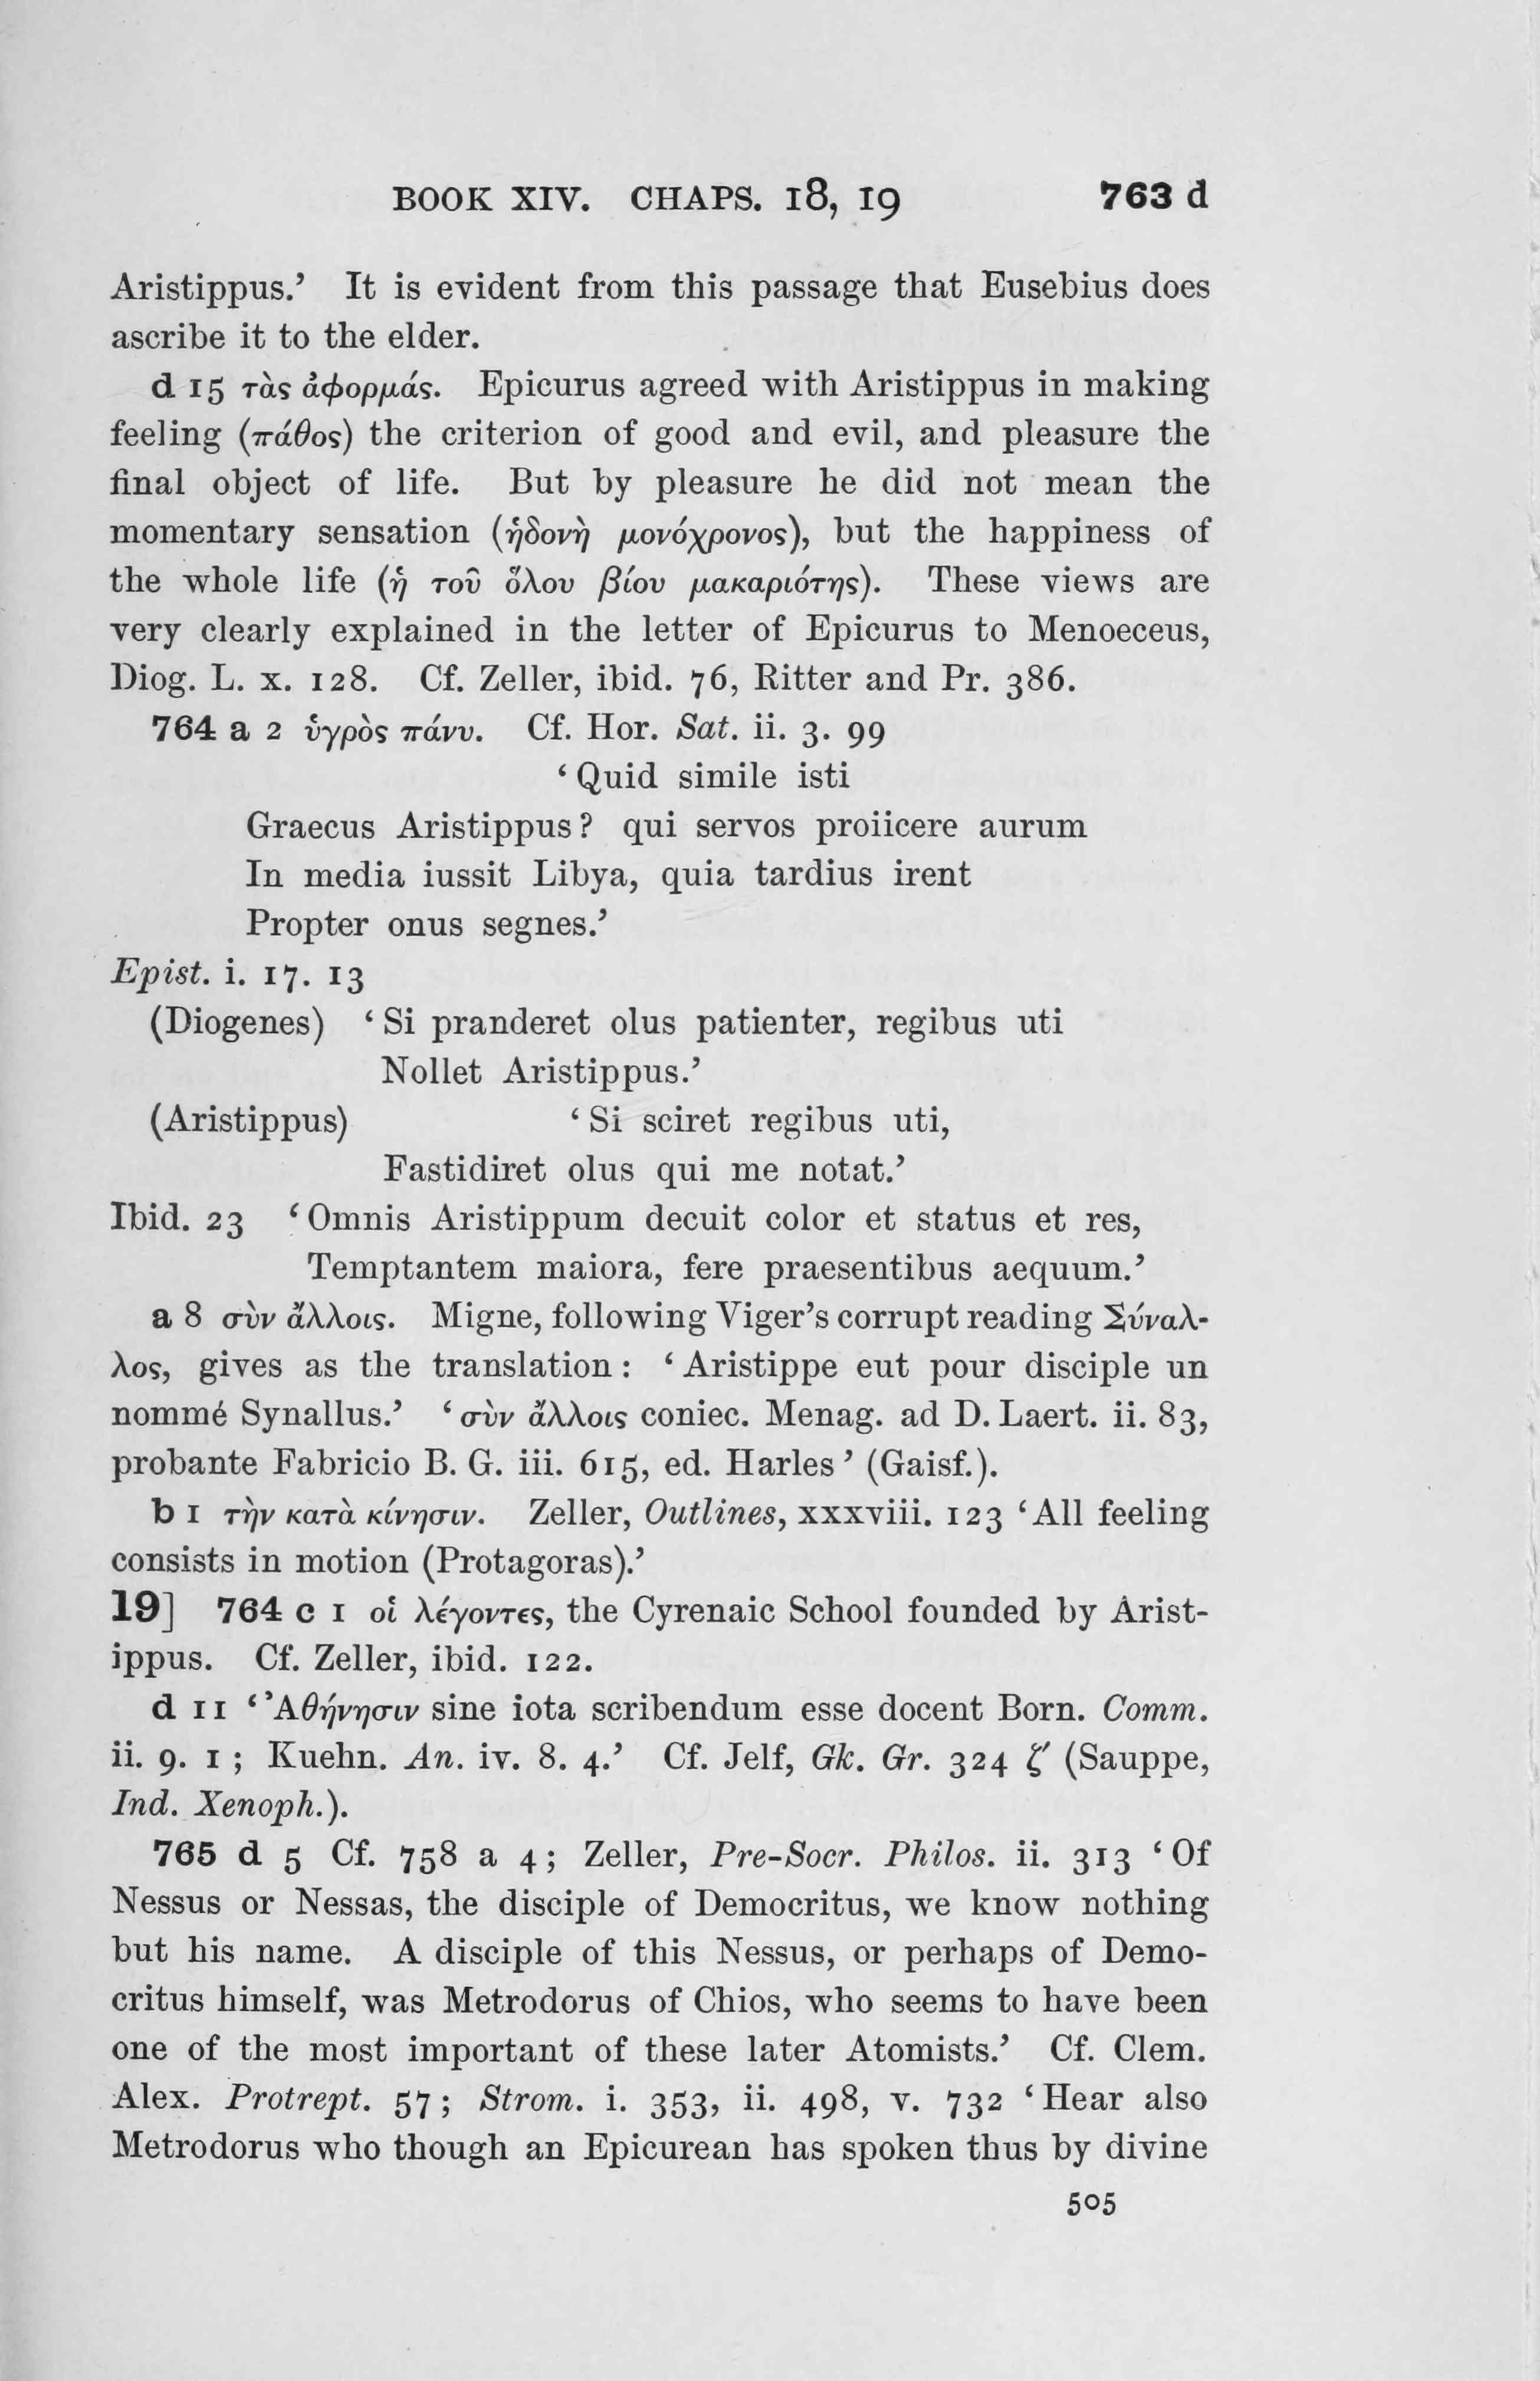 BOOK XIV. CHAPS. 18, 19 763 d
Aristippus.’ It is evident from this passage that Eusebius does
ascribe it to the elder.
d 15 τὰς ἀφορμάς. Epicurus agreed with Aristippus in making
feeling (πάθος) the criterion of good and evil, and pleasure the
final object of life. But by pleasure he did not mean the
momentary sensation (ἡδονὴ μονόχρονος), but the happiness of
the whole life (ἡ τοῦ ὅλου βίου μακαριότης). These views are
very clearly explained in the letter of Epicurus to Menoeceus,
Diog. L. x. 128. Cf. Zeller, ibid. 76, Ritter and Pr. 386.
764 a 2 ὑγρὸς πάνυ. Cf. Hor. Sat. ii. 3. 99
‘Quid simile isti
Graecus Aristippus? qui servos proiicere aurum
In media iussit Libya, quia tardius irent
Propter onus segnes.’
Epist. i. 17. 13
(Diogenes) ‘Si pranderet olus patienter, regibus uti
Nollet Aristippus.’
(Aristippus) ‘Si sciret regibus uti,
Fastidiret olus qui me notat.’
Ibid. 23 ‘Omnis Aristippum decuit color et status et res,
Temptantem maiora, fere praesentibus aequum.’
a 8 σὺν ἄλλοις. Migne, following Viger’s corrupt reading Σύναλ-
λος, gives as the translation: ‘Aristippe eut pour disciple un
nommé Synallus.’ ‘σὺν ἄλλοις coniec. Menag. ad D. Laert. ii. 83,
probante Fabricio B. G. iii. 615, ed. Harles’ (Gaisf.).
b 1 τὴν κατὰ κίνησιν. Zeller, Outlines, xxxviii. 123 ‘All feeling
consists in motion (Protagoras).’
19] 764 c 1 οἱ λέγοντες, the Cyrenaic School founded by Arist-
ippus. Cf. Zeller, ibid. 122.
d 11 ‘Ἀθήνησιν sine iota scribendum esse docent Born. Comm.
ii. 9. 1; Kuehn. An. iv. 8. 4.’ Cf. Jelf, Gk. Gr. 324 ζ′ (Sauppe,
Ind. Xenoph.).
765 d 5 Cf. 758 a 4; Zeller, Pre-Socr. Philos. ii. 313 ‘Of
Nessus or Nessas, the disciple of Democritus, we know nothing
but his name. A disciple of this Nessus, or perhaps of Demo-
critus himself, was Metrodorus of Chios, who seems to have been
one of the most important of these later Atomists.’ Cf. Clem.
Alex. Protrept. 57; Strom. i. 353, ii. 498, v. 732 ‘Hear also
Metrodorus who though an Epicurean has spoken thus by divine
505